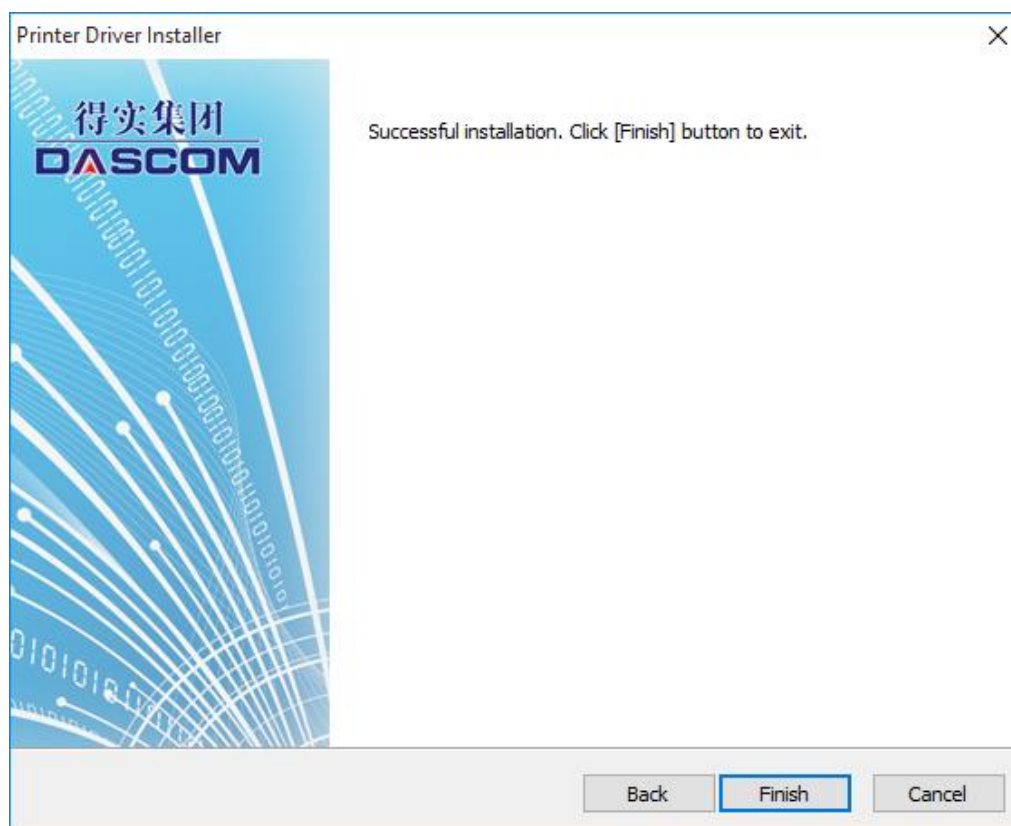 Printer Driver Installer
得实集团
DASCOM
Successful installation. Click [Finish] button to exit.
Back
Finish
Cancel